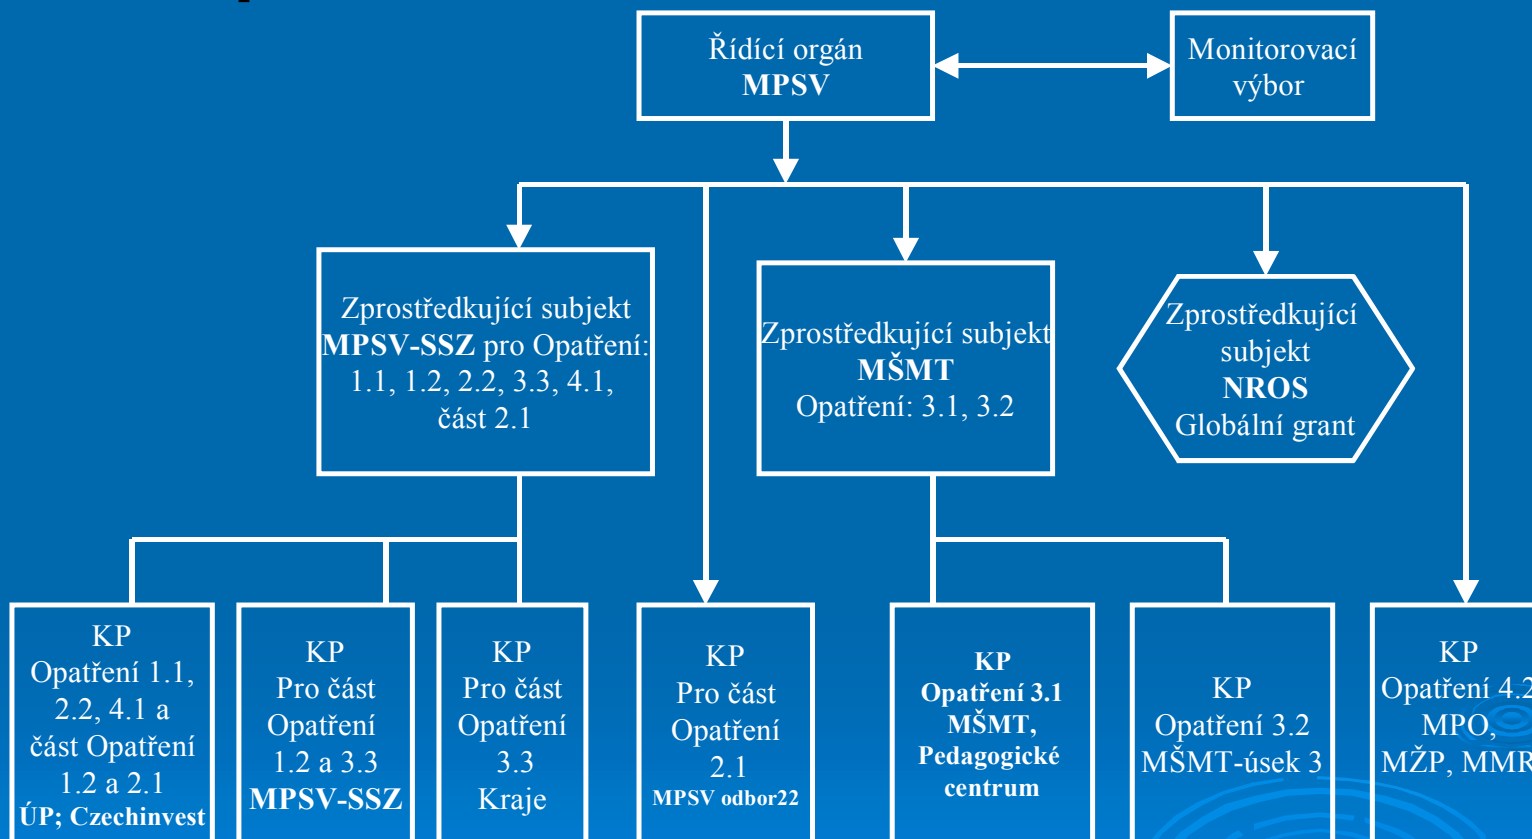 Řídící orgán
MPSV
Monitorovací
výbor
Zprostředkující subjekt
MPSV-SSZ pro Opatření:
1.1, 1.2, 2.2, 3.3, 4.1,
část 2.1
Zprostředkující subjekt
MŠMT
Opatření: 3.1, 3.2
Zprostředkující
subjekt
NROS
Globální grant
KP
Opatření 1.1,
2.2, 4.1 a
část Opatření
1.2 a 2.1
ÚP; Czechinvest
KP
Pro část
Opatření
1.2 a 3.3
MPSV-SSZ
KP
Pro část
Opatření
3.3
Kraje
KP
Pro část
Opatření
2.1
MPSV odbor22
KP
Opatření 3.1
MŠMT,
Pedagogické
centrum
KP
Opatření 3.2
MŠMT-úsek 3
KP
Opatření 4.2
MPO,
MŽP, MMR